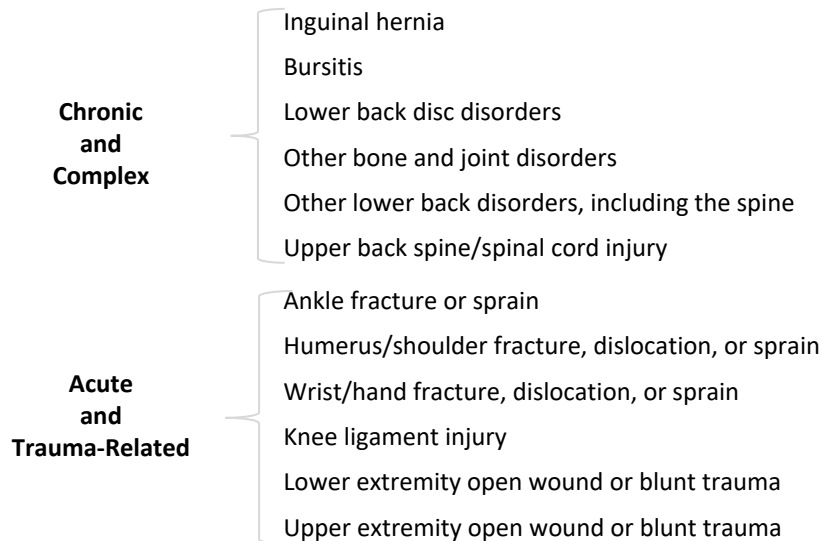 Chronic
and
Complex
Inguinal hernia
Bursitis
Lower back disc disorders
Other bone and joint disorders
Other lower back disorders, including the spine
Upper back spine/spinal cord injury
Acute
and
Trauma-Related
Ankle fracture or sprain
Humerus/shoulder fracture, dislocation, or sprain
Wrist/hand fracture, dislocation, or sprain
Knee ligament injury
Lower extremity open wound or blunt trauma
Upper extremity open wound or blunt trauma